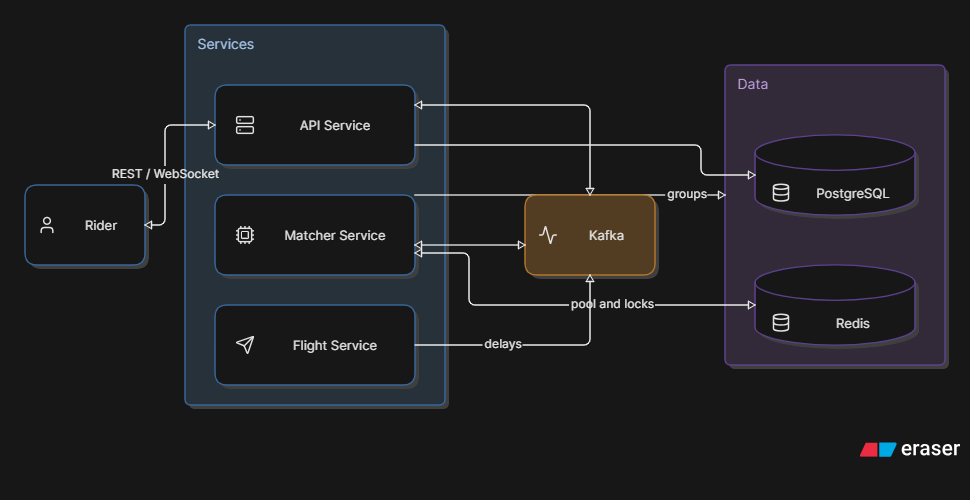 Services
API Service
REST / WebSocket
Rider
Matcher Service
Flight Service
Kafka
groups
pool and locks
delays
Data
PostgreSQL
Redis
eraser